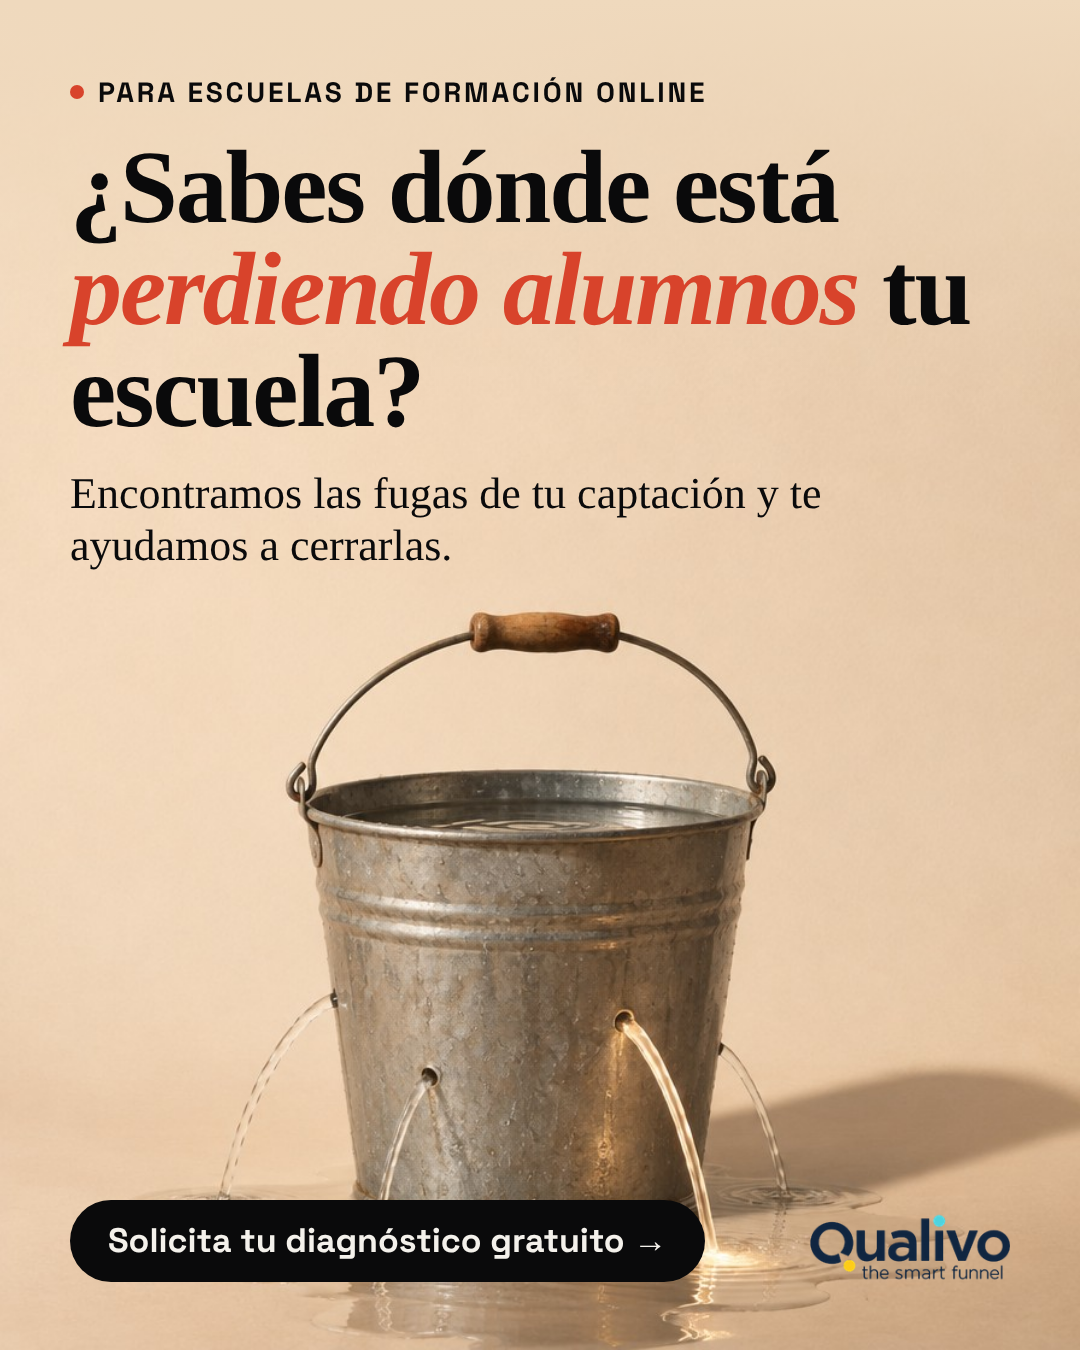 PARA ESCUELAS DE FORMACIÓN ONLINE
¿Sabes dónde está
perdiendo alumnos tu
escuela?
Encontramos las fugas de tu captación y te
ayudamos a cerrarlas.
Solicita tu diagnóstico gratuito →
Qualivo
the smart funnel